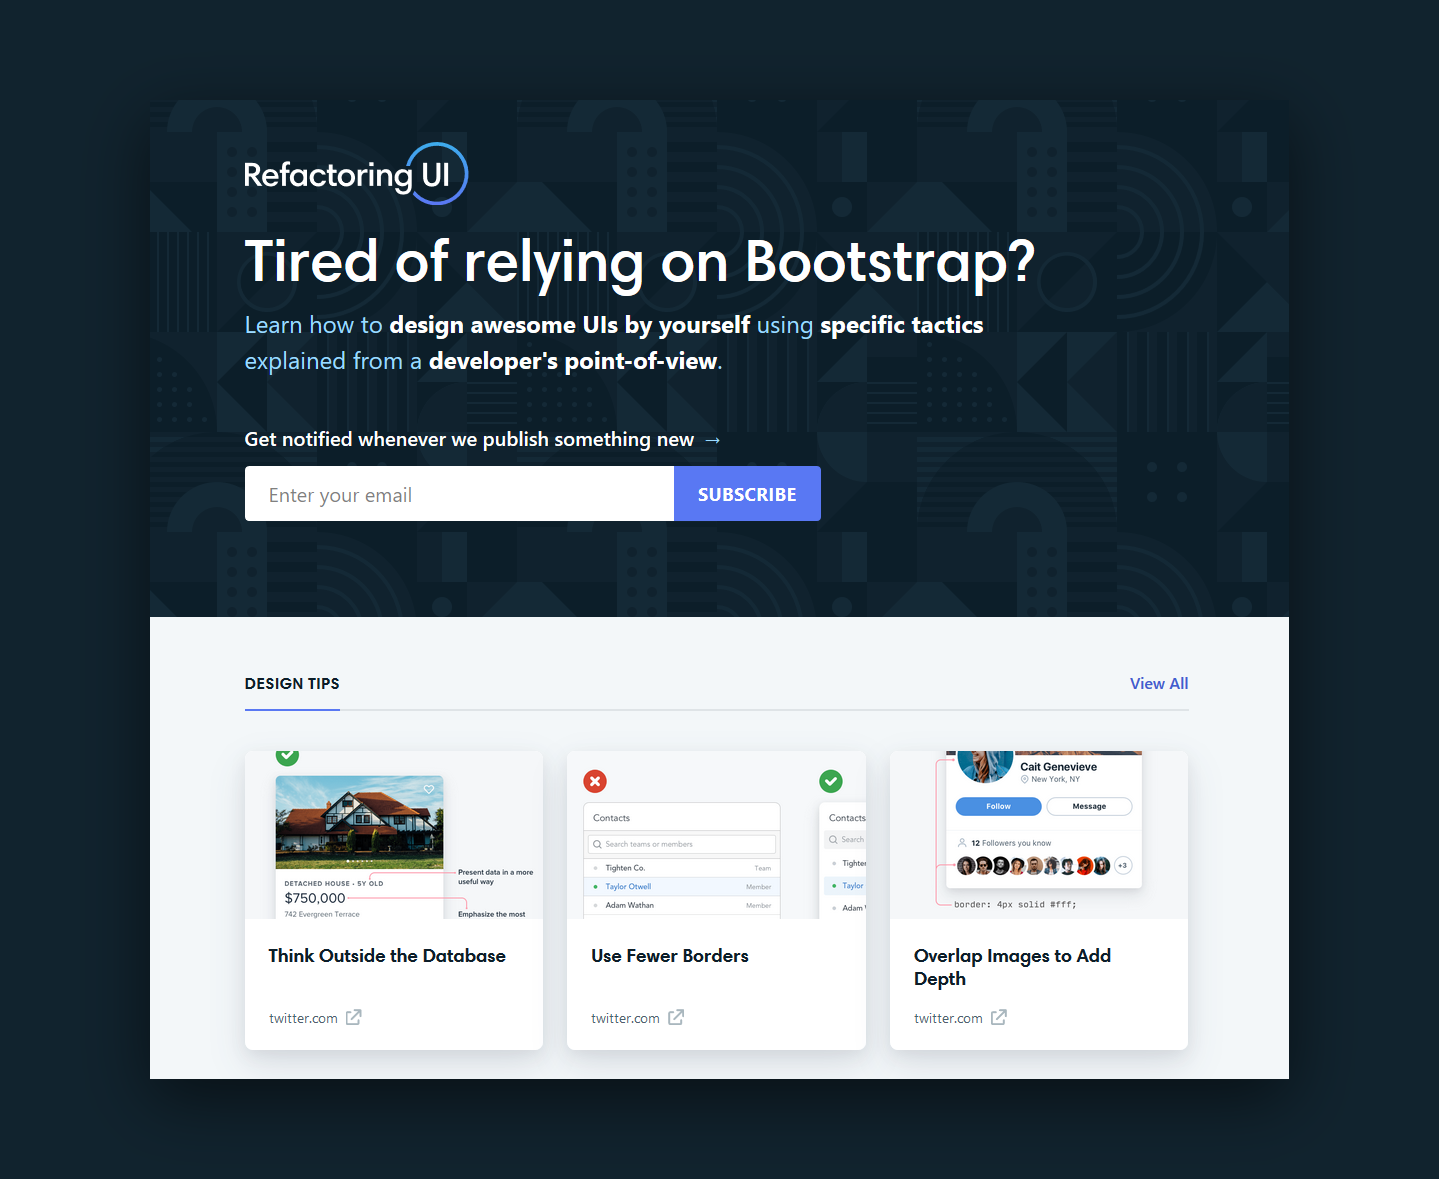 Refactoring UI
Tired of relying on Bootstrap?
Learn how to design awesome UIs by yourself using specific tactics
explained from a developer's point-of-view.
Get notified whenever we publish something new →
Enter your email
SUBSCRIBE
DESIGN TIPS
View All
DETACHED HOUSE • 5Y OLD
$750,000
742 Evergreen Terrace
Present data in a more
useful way
Emphasize the most
Think Outside the Database
twitter.com
Contacts
Search teams or members
Tighten Co. Team
Taylor Otwell Member
Adam Wathan Member
Contacts
Search
Tighten
Taylor
Adam
Use Fewer Borders
twitter.com
Cait Genevieve
New York, NY
Follow
Message
12 Followers you know
+3
border: 4px solid #fff;
Overlap Images to Add
Depth
twitter.com